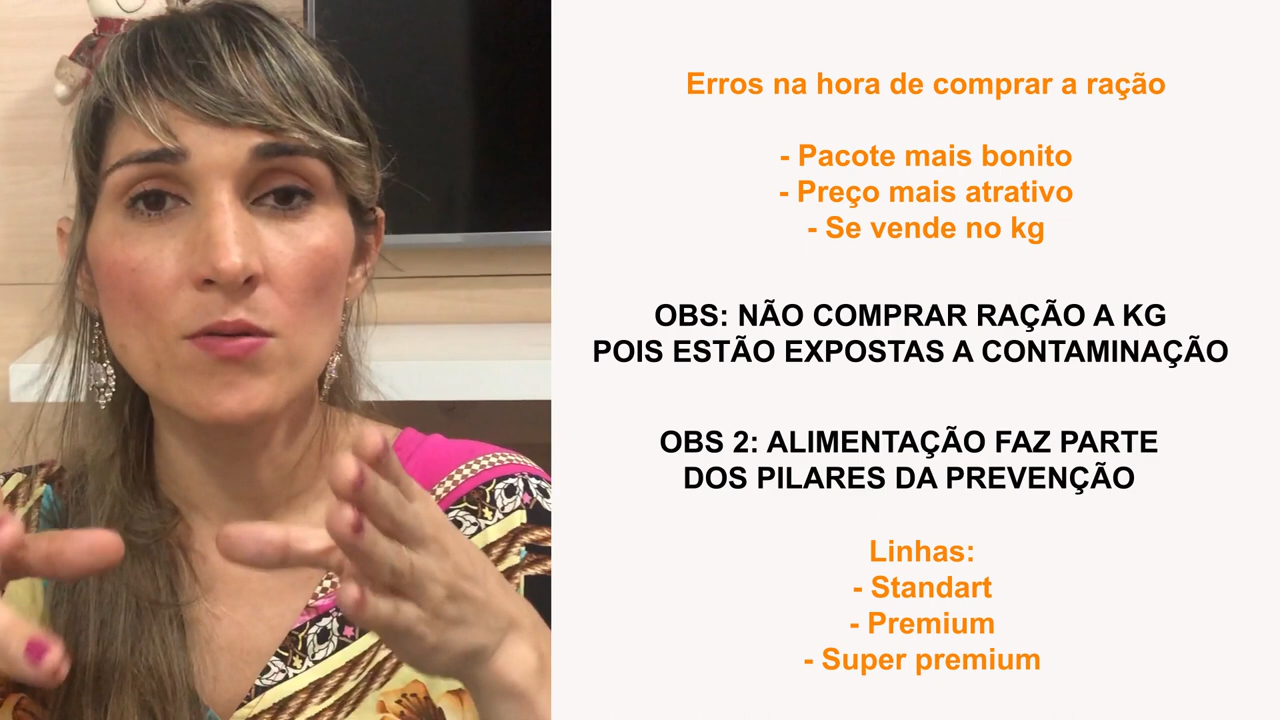 Erros na hora de comprar a ração
- Pacote mais bonito
- Preço mais atrativo
- Se vende no kg
OBS: NÃO COMPRAR RAÇÃO A KG
POIS ESTÃO EXPOSTAS A CONTAMINAÇÃO
OBS 2: ALIMENTAÇÃO FAZ PARTE
DOS PILARES DA PREVENÇÃO
Linhas:
- Standart
- Premium
- Super premium